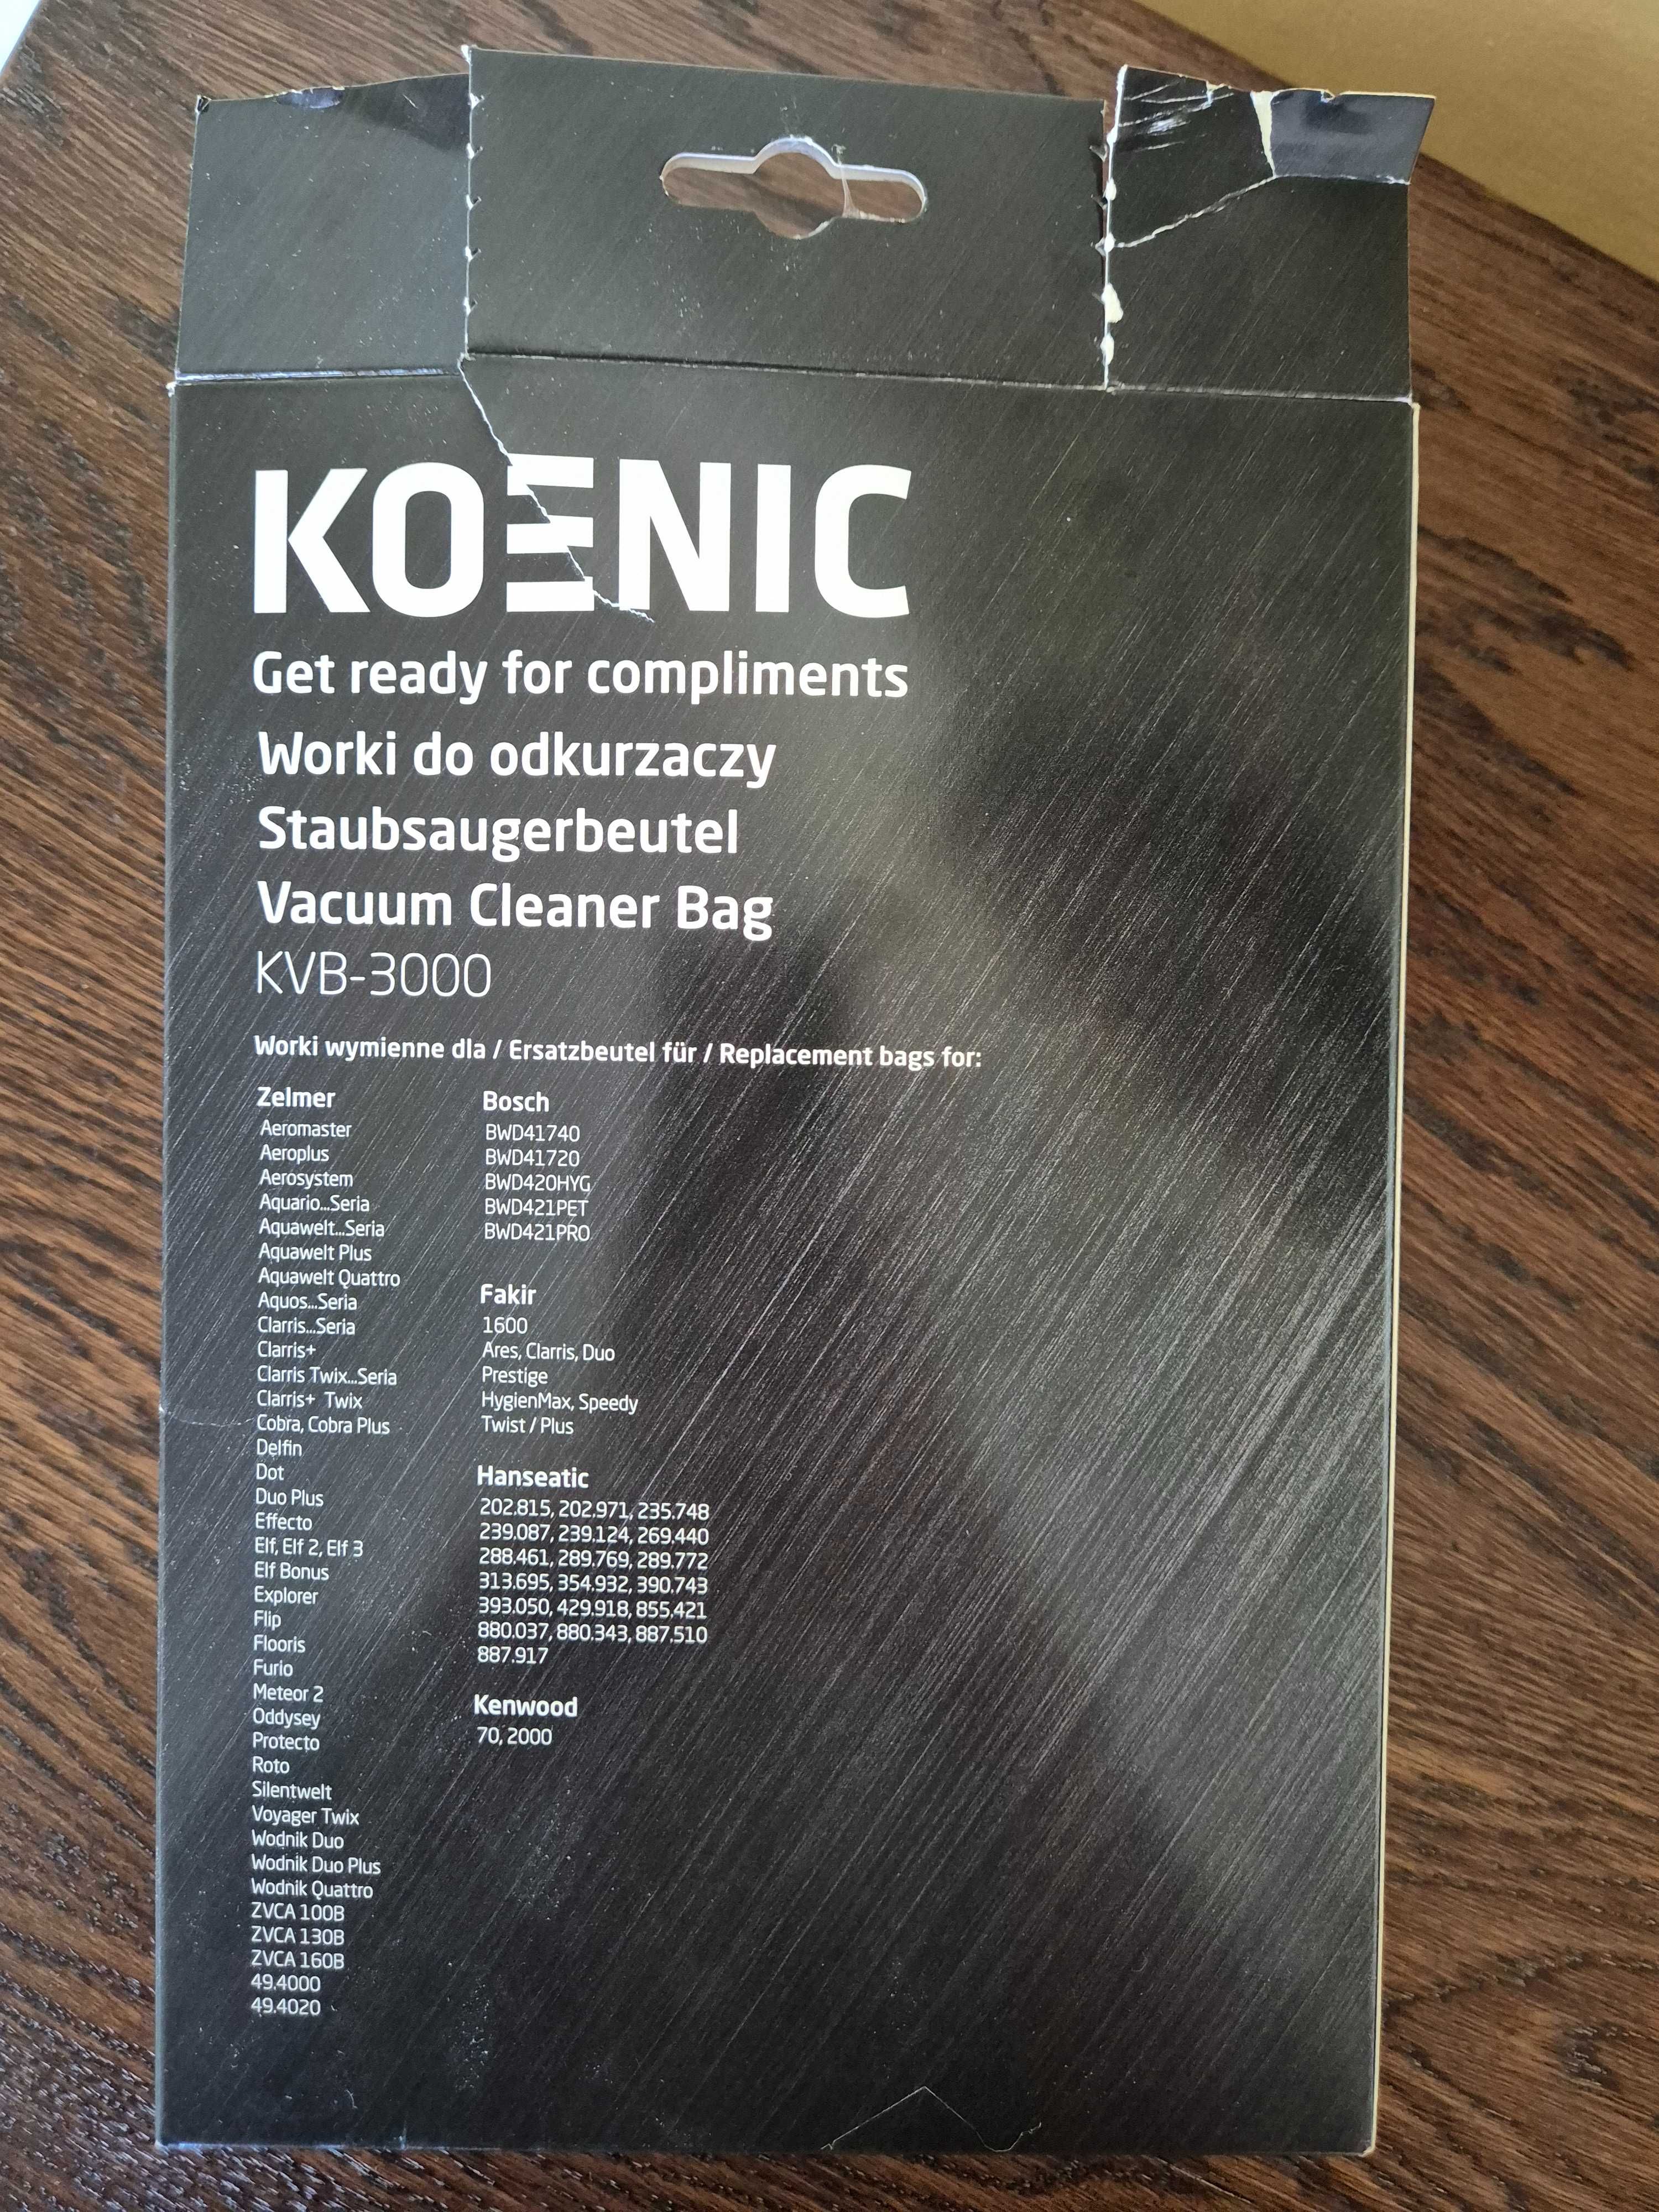 KOENIC
Get ready for compliments
Worki do odkurzaczy
Staubsaugerbeutel
Vacuum Cleaner Bag
KVB-3000
Worki wymienne dla / Ersatzbeutel für / Replacement bags for:
Zelmer
Aeromaster
Aeroplus
Aerosystem
Aquario...Seria
Aquawelt...Seria
Aquawelt Plus
Aquawelt Quattro
Aquos...Seria
Clarris...Seria
Clarris+
Clarris Twix...Seria
Clarris+ Twix
Cobra, Cobra Plus
Delfin
Dot
Duo Plus
Effecto
Elf, Elf 2, Elf 3
Elf Bonus
Explorer
Flip
Flooris
Furio
Meteor 2
Oddysey
Protecto
Roto
Silentwelt
Voyager Twix
Wodnik Duo
Wodnik Duo Plus
Wodnik Quattro
ZVCA 100B
ZVCA 130B
ZVCA 160B
49.4000
49.4020
Bosch
BWD41740
BWD41720
BWD420HYG
BWD421PET
BWD421PRO
Fakir
1600
Ares, Clarris, Duo
Prestige
HygienMax, Speedy
Twist / Plus
Hanseatic
202.815, 202.971, 235.748
239.087, 239.124, 269.440
288.461, 289.769, 289.772
313.695, 354.932, 390.743
393.050, 429.918, 855.421
880.037, 880.343, 887.510
887.917
Kenwood
70, 2000